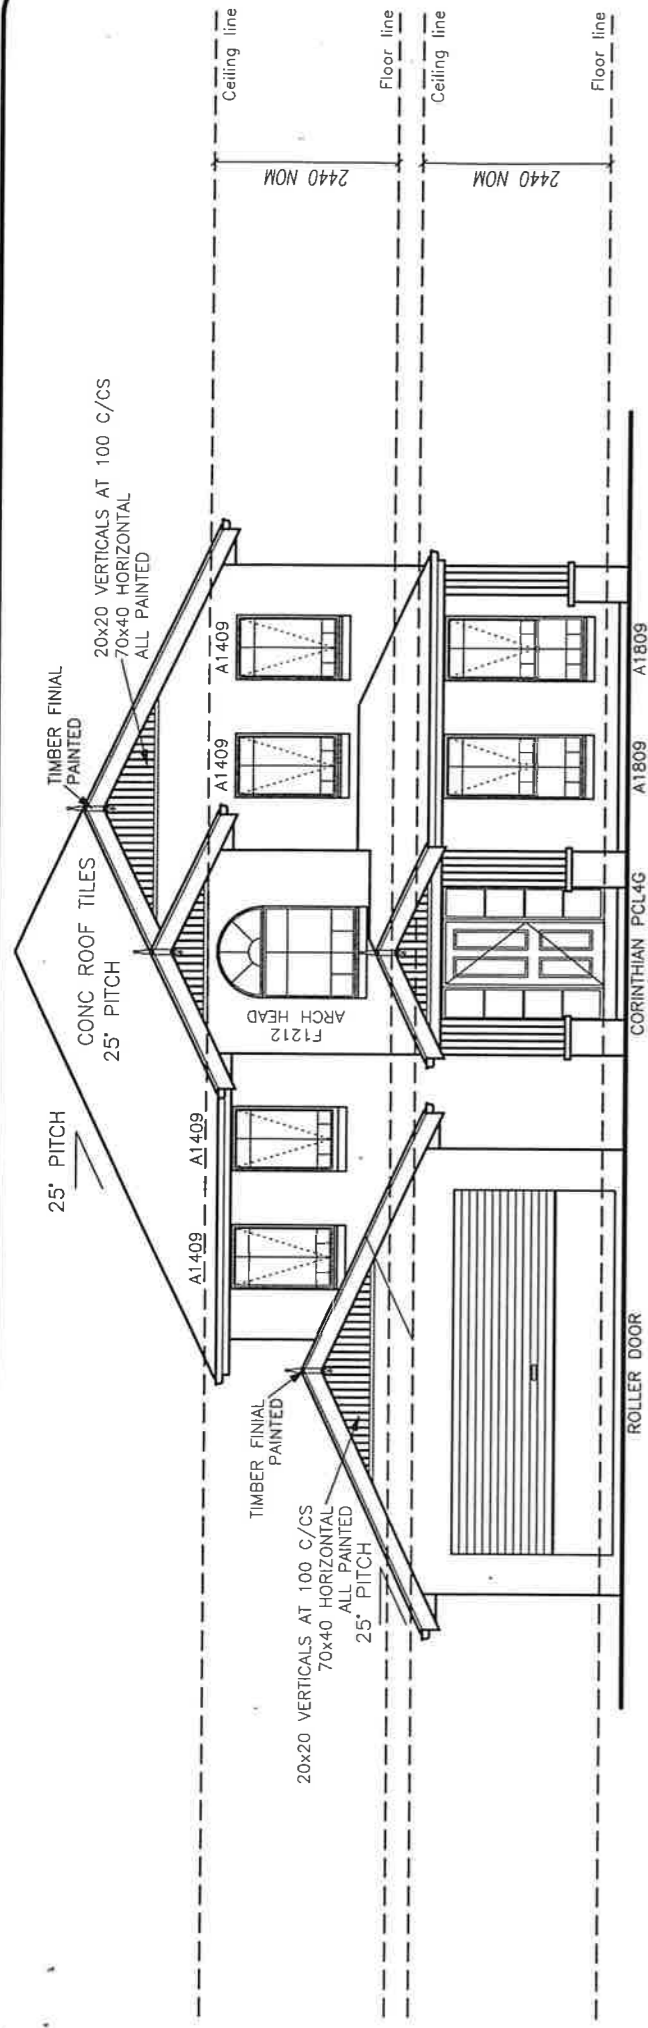 25° PITCH
CONC ROOF TILES
25° PITCH
TIMBER FINIAL
PAINTED
20x20 VERTICALS AT 100 C/CS
70x40 HORIZONTAL
ALL PAINTED
Ceiling line
2440 NOM
Floor line
Ceiling line
2440 NOM
Floor line
A1409
A1409
A1409
A1409
F1212
ARCH HEAD
TIMBER FINIAL
PAINTED
20x20 VERTICALS AT 100 C/CS
70x40 HORIZONTAL
ALL PAINTED
25° PITCH
ROLLER DOOR
CORINTHIAN PCL4G
A1809
A1809